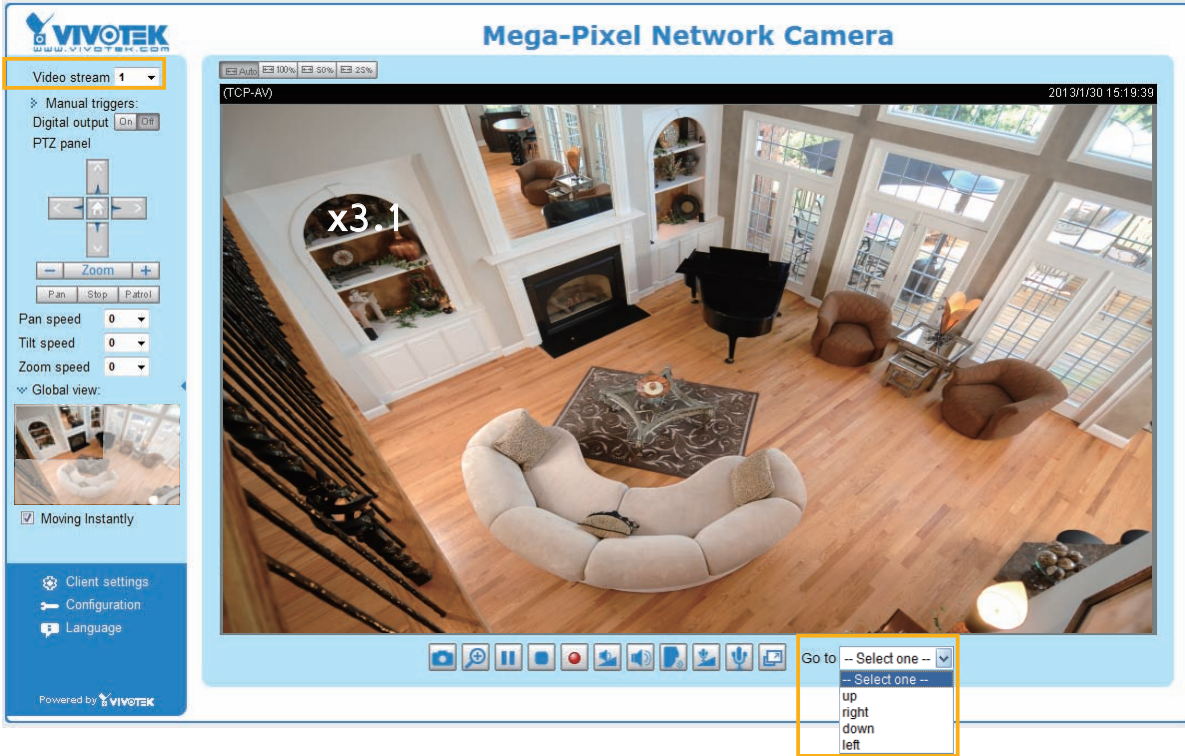 VIVOTEK
WWW.VIVOTEK.COM
Mega-Pixel Network Camera
Video stream 1
Manual triggers:
Digital output On Off
PTZ panel
Zoom
Pan Stop Patrol
Pan speed 0
Tilt speed 0
Zoom speed 0
Global view:
Moving Instantly
Client settings
Configuration
Language
Powered by VIVOTEK
Auto 100% 50% 25%
(TCP-AV) 2013/1/30 15:19:39
x3.1
Go to -- Select one --
-- Select one --
up
right
down
left